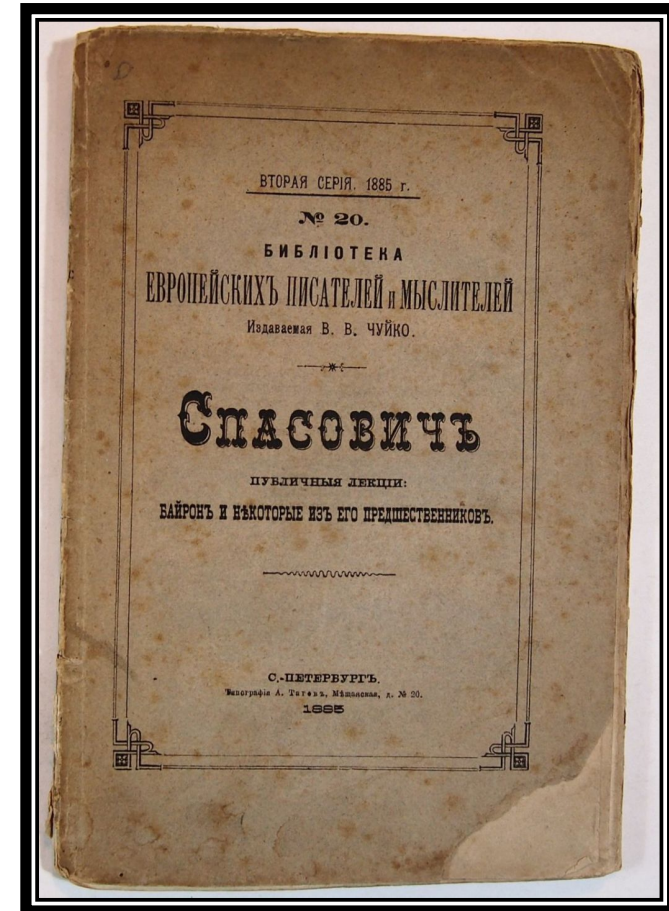 ВТОРАЯ СЕРІЯ. 1885 г.
№ 20.
БИБЛІОТЕКА
ЕВРОПЕЙСКИХЪ ПИСАТЕЛЕЙ и МЫСЛИТЕЛЕЙ
Издаваемая В. В. ЧУЙКО.
СПАСОВИЧЪ
ПУБЛИЧНЫЯ ЛЕКЦІИ:
БАЙРОНЪ И НѢКОТОРЫЕ ИЗЪ ЕГО ПРЕДШЕСТВЕННИКОВЪ.
С.-ПЕТЕРБУРГЪ.
Типографія А. Мѣщанская, д. № 20.
1885